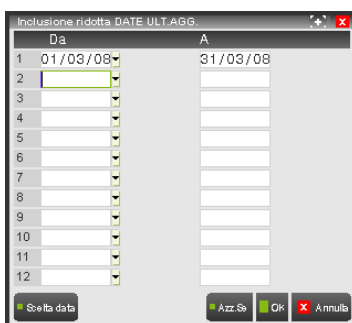 Inclusione ridotta DATE ULT.AGG.
Da A
1 01/03/08 31/03/08
2
3
4
5
6
7
8
9
10
11
12
Scelta data Azz.Se OK Annulla